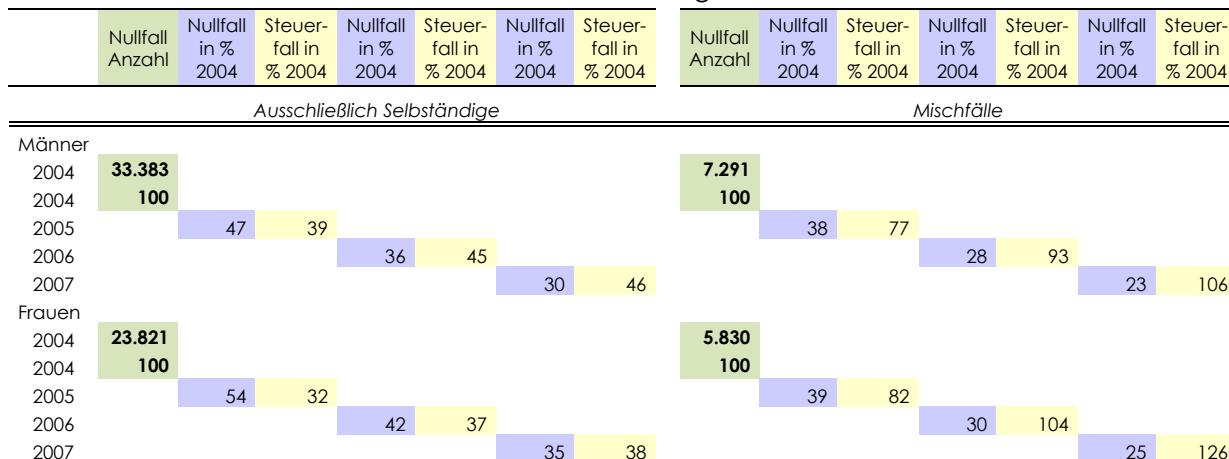 Nullfall Anzahl Nullfall in % 2004 Steuer-fall in % 2004 Nullfall in % 2004 Steuer-fall in % 2004 Nullfall in % 2004 Steuer-fall in % 2004 Nullfall Anzahl Nullfall in % 2004 Steuer-fall in % 2004 Nullfall in % 2004 Steuer-fall in % 2004 Nullfall in % 2004 Steuer-fall in % 2004
Ausschließlich Selbständige Mischfälle
Männer
2004 33.383 7.291
2004 100 100
2005 47 39 38 77
2006 36 45 28 93
2007 30 46 23 106
Frauen
2004 23.821 5.830
2004 100 100
2005 54 32 39 82
2006 42 37 30 104
2007 35 38 25 126